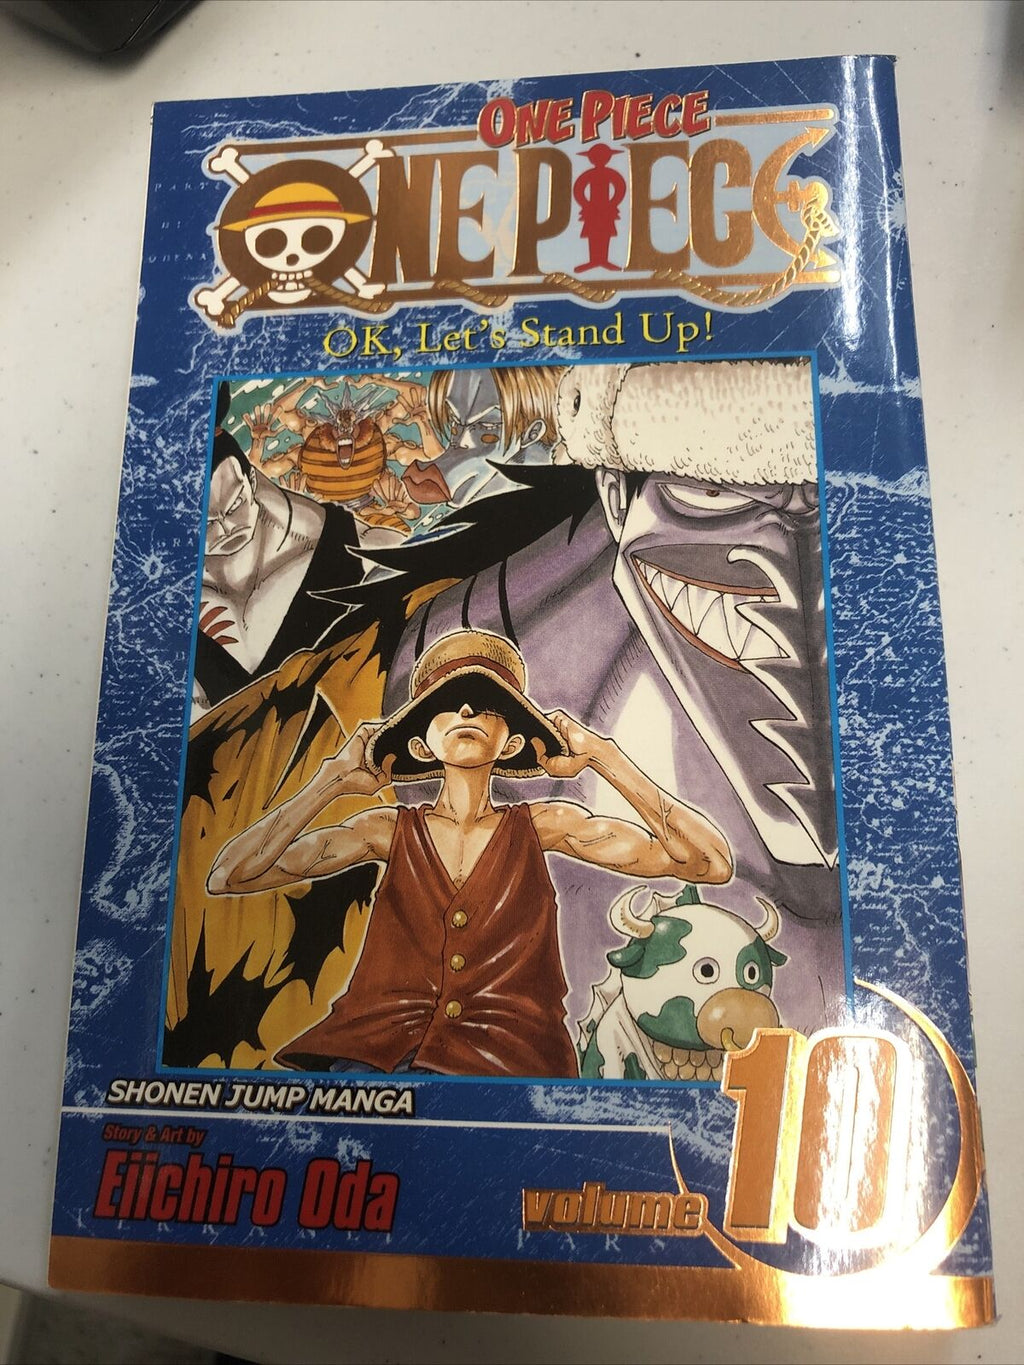 ONE PIECE
ONE PIECE
OK, Let's Stand Up!
SHONEN JUMP MANGA
Story & Art by
Eiichiro Oda
volume 10